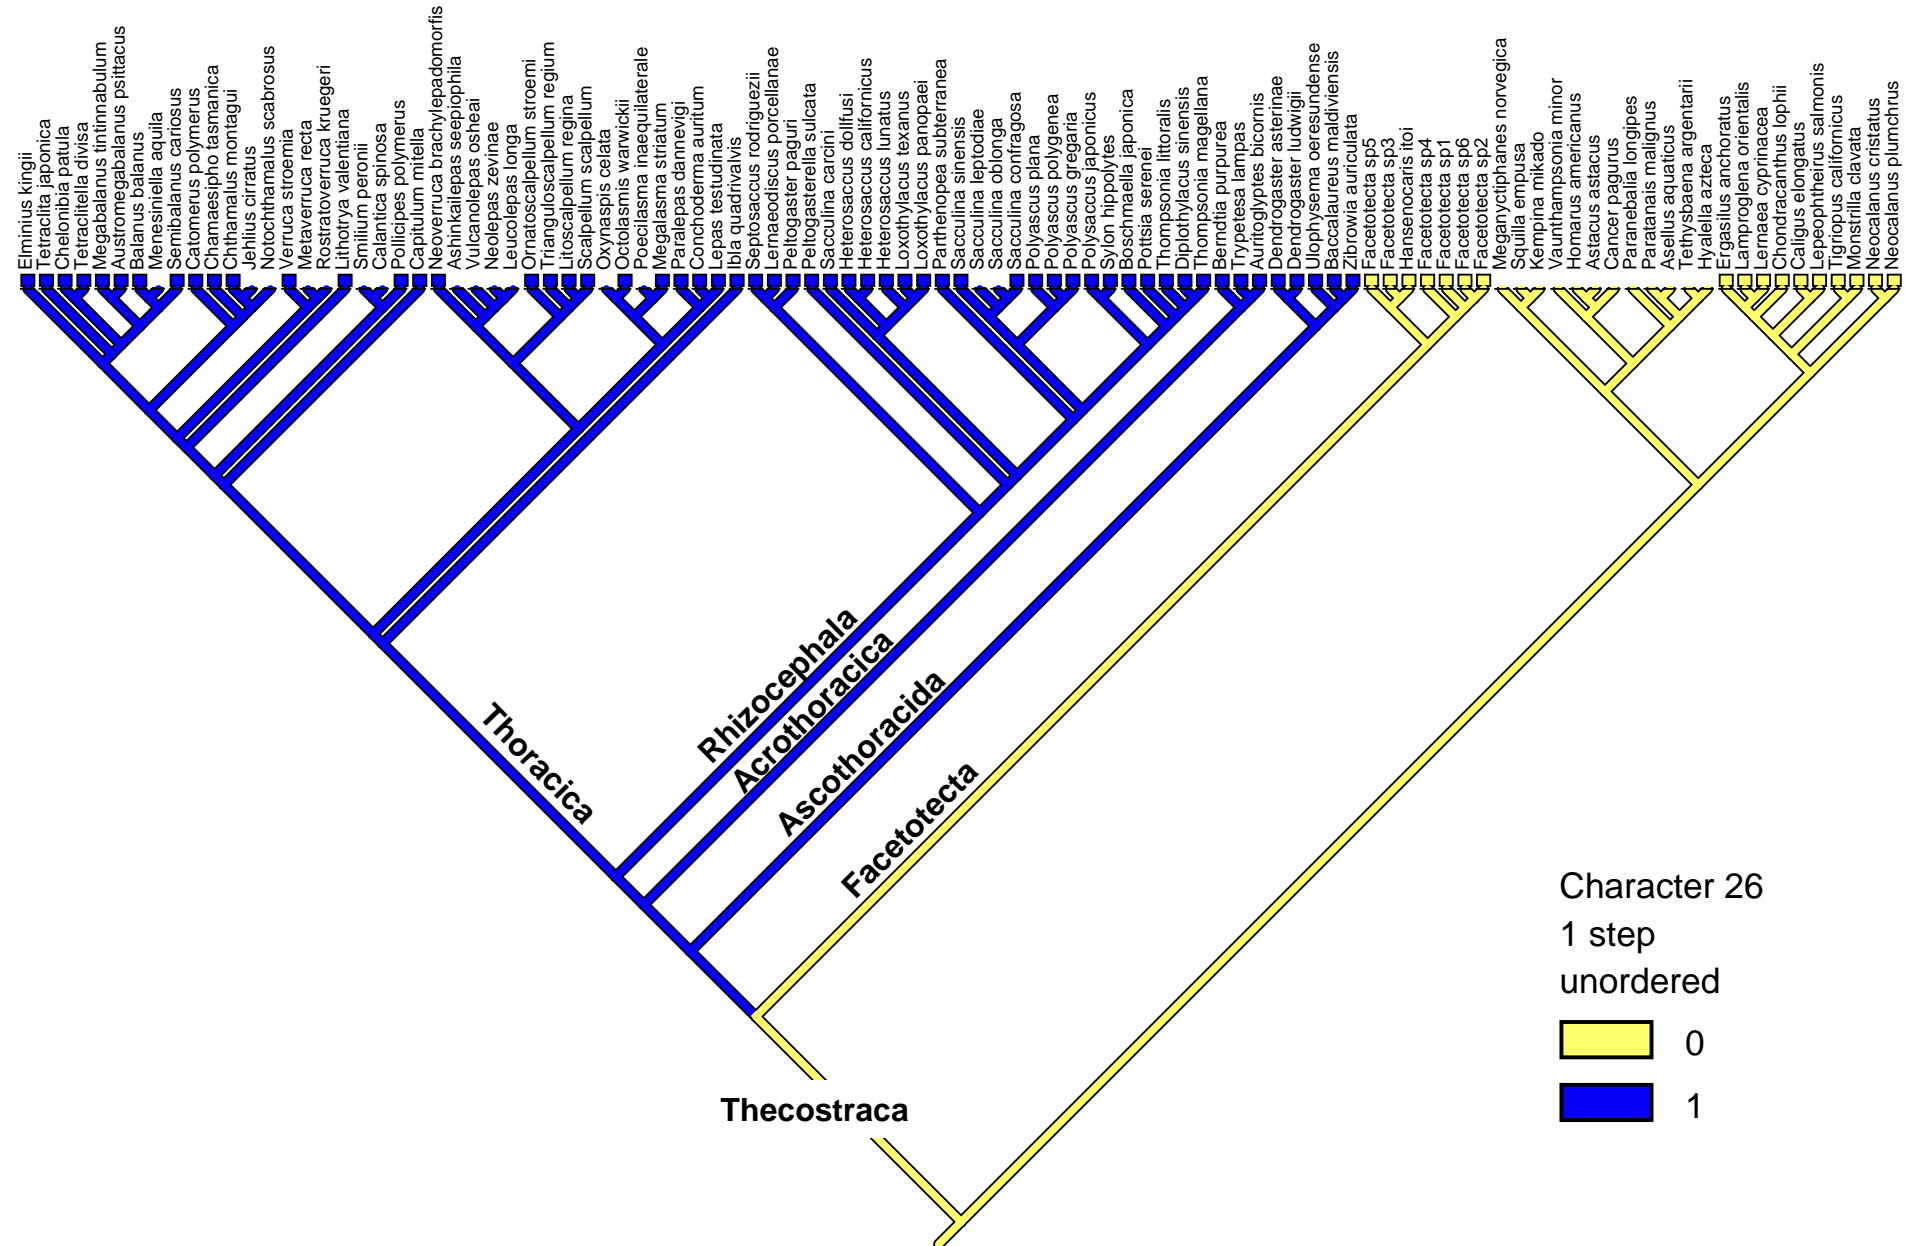 Elminius kingii
Tetraclita japonica
Chelonibia patula
Tetraclitella divisa
Megabalanus tintinnabulum
Austromegabalanus psittacus
Balanus balanus
Menesiniella aquila
Semibalanus cariosus
Catomerus polymerus
Chamaesipho tasmanica
Chthamalus montagui
Jehlius cirratus
Notochthamalus scabrosus
Verruca stroemia
Metaverruca recta
Rostratoverruca kruegeri
Lithotrya valentiana
Smilium peronii
Calantica spinosa
Pollicipes polymerus
Capitulum mitella
Neoverruca brachylepadomorfis
Ashinkailepas seepiophila
Vulcanolepas osheai
Neolepas zevinae
Leucolepas longa
Ornatoscalpellum stroemi
Trianguloscalpellum regium
Litoscalpellum regina
Scalpellum scalpellum
Oxynaspis celata
Octolasmis warwickii
Poecilasma inaequilaterale
Megalasma striatum
Paralepas dannevigi
Conchoderma auritum
Lepas testudinata
Ibla quadrivalvis
Septosaccus rodriguezii
Lernaeodiscus porcellanae
Peltogaster paguri
Peltogasterella sulcata
Sacculina carcini
Heterosaccus dollfusi
Heterosaccus californicus
Heterosaccus lunatus
Loxothylacus texanus
Loxothylacus panopaei
Parthenopea subterranea
Sacculina sinensis
Sacculina leptodiae
Sacculina oblonga
Sacculina confragosa
Polyascus plana
Polyascus polygenea
Polyascus gregaria
Polysaccus japonicus
Sylon hippolytes
Boschmaella japonica
Pottsia serenei
Thompsonia littoralis
Diplothylacus sinensis
Thompsonia magellana
Berndtia purpurea
Trypetesa lampas
Auritoglyptes bicornis
Dendrogaster asterinae
Dendrogaster ludwigii
Ulophysema oeresundense
Baccalaureus maldiviensis
Zibrowia auriculata
Facetotecta sp5
Facetotecta sp3
Hansenocaris itoi
Facetotecta sp4
Facetotecta sp1
Facetotecta sp6
Facetotecta sp2
Meganyctiphanes norvegica
Squilla empusa
Kempina mikado
Vaunthampsonia minor
Homarus americanus
Astacus astacus
Cancer pagurus
Paranebalia longipes
Paratanais malignus
Asellus aquaticus
Tethysbaena argentarii
Hyalella azteca
Ergasilus anchoratus
Lamproglena orientalis
Lernaea cyprinacea
Chondracanthus lophii
Caligus elongatus
Lepeophtheirus salmonis
Tigriopus californicus
Monstrilla clavata
Neocalanus cristatus
Neocalanus plumchrus
Thoracica
Rhizocephala
Acrothoracica
Ascothoracida
Facetotecta
Thecostraca
Character 26
1 step
unordered
0
1